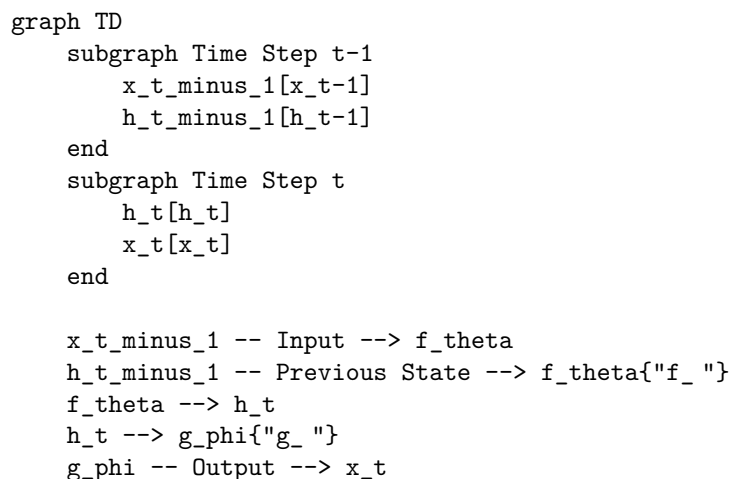 graph TD
    subgraph Time Step t-1
        x_t_minus_1[x_t-1]
        h_t_minus_1[h_t-1]
    end
    subgraph Time Step t
        h_t[h_t]
        x_t[x_t]
    end

    x_t_minus_1 -- Input --> f_theta
    h_t_minus_1 -- Previous State --> f_theta{"f_ "}
    f_theta --> h_t
    h_t --> g_phi{"g_ "}
    g_phi -- Output --> x_t